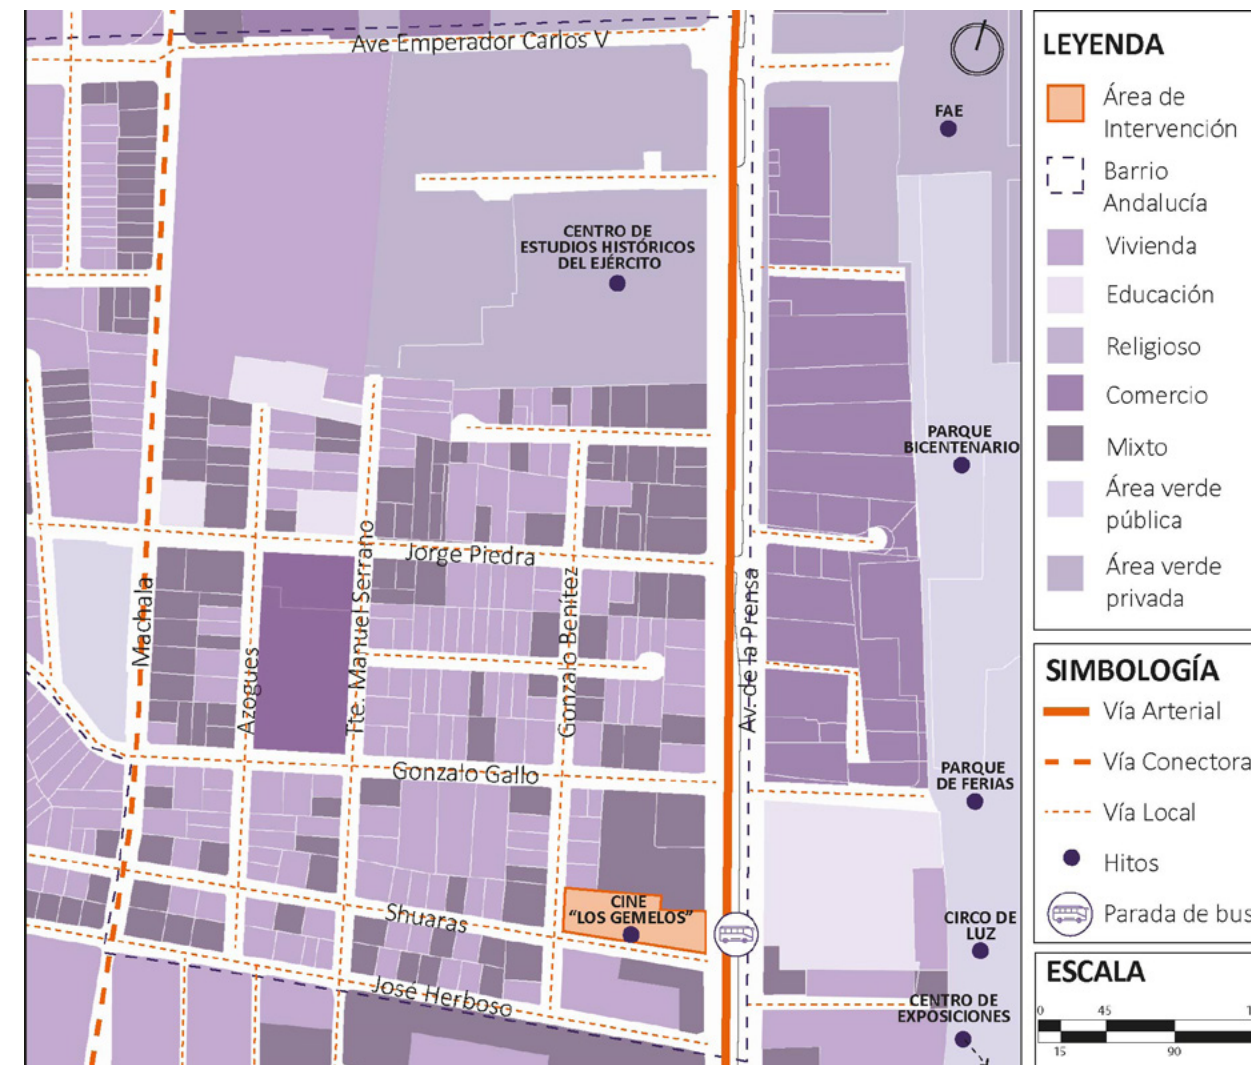 Ave Emperador Carlos V
FAE
CENTRO DE
ESTUDIOS HISTÓRICOS
DEL EJÉRCITO
PARQUE
BICENTENARIO
Jorge Piedra
Machala
Azogues
Tte. Manuel Serrano
Gonzalo Benítez
Av. de la Prensa
Gonzalo Gallo
PARQUE
DE FERIAS
CINE
“LOS GEMELOS”
Shuaras
CIRCO DE
LUZ
José Herboso
CENTRO DE
EXPOSICIONES
LEYENDA
Área de
Intervención
Barrio
Andalucía
Vivienda
Educación
Religioso
Comercio
Mixto
Área verde
pública
Área verde
privada
SIMBOLOGÍA
Vía Arterial
Vía Conectora
Vía Local
Hitos
Parada de bus
ESCALA
0 45
15 90